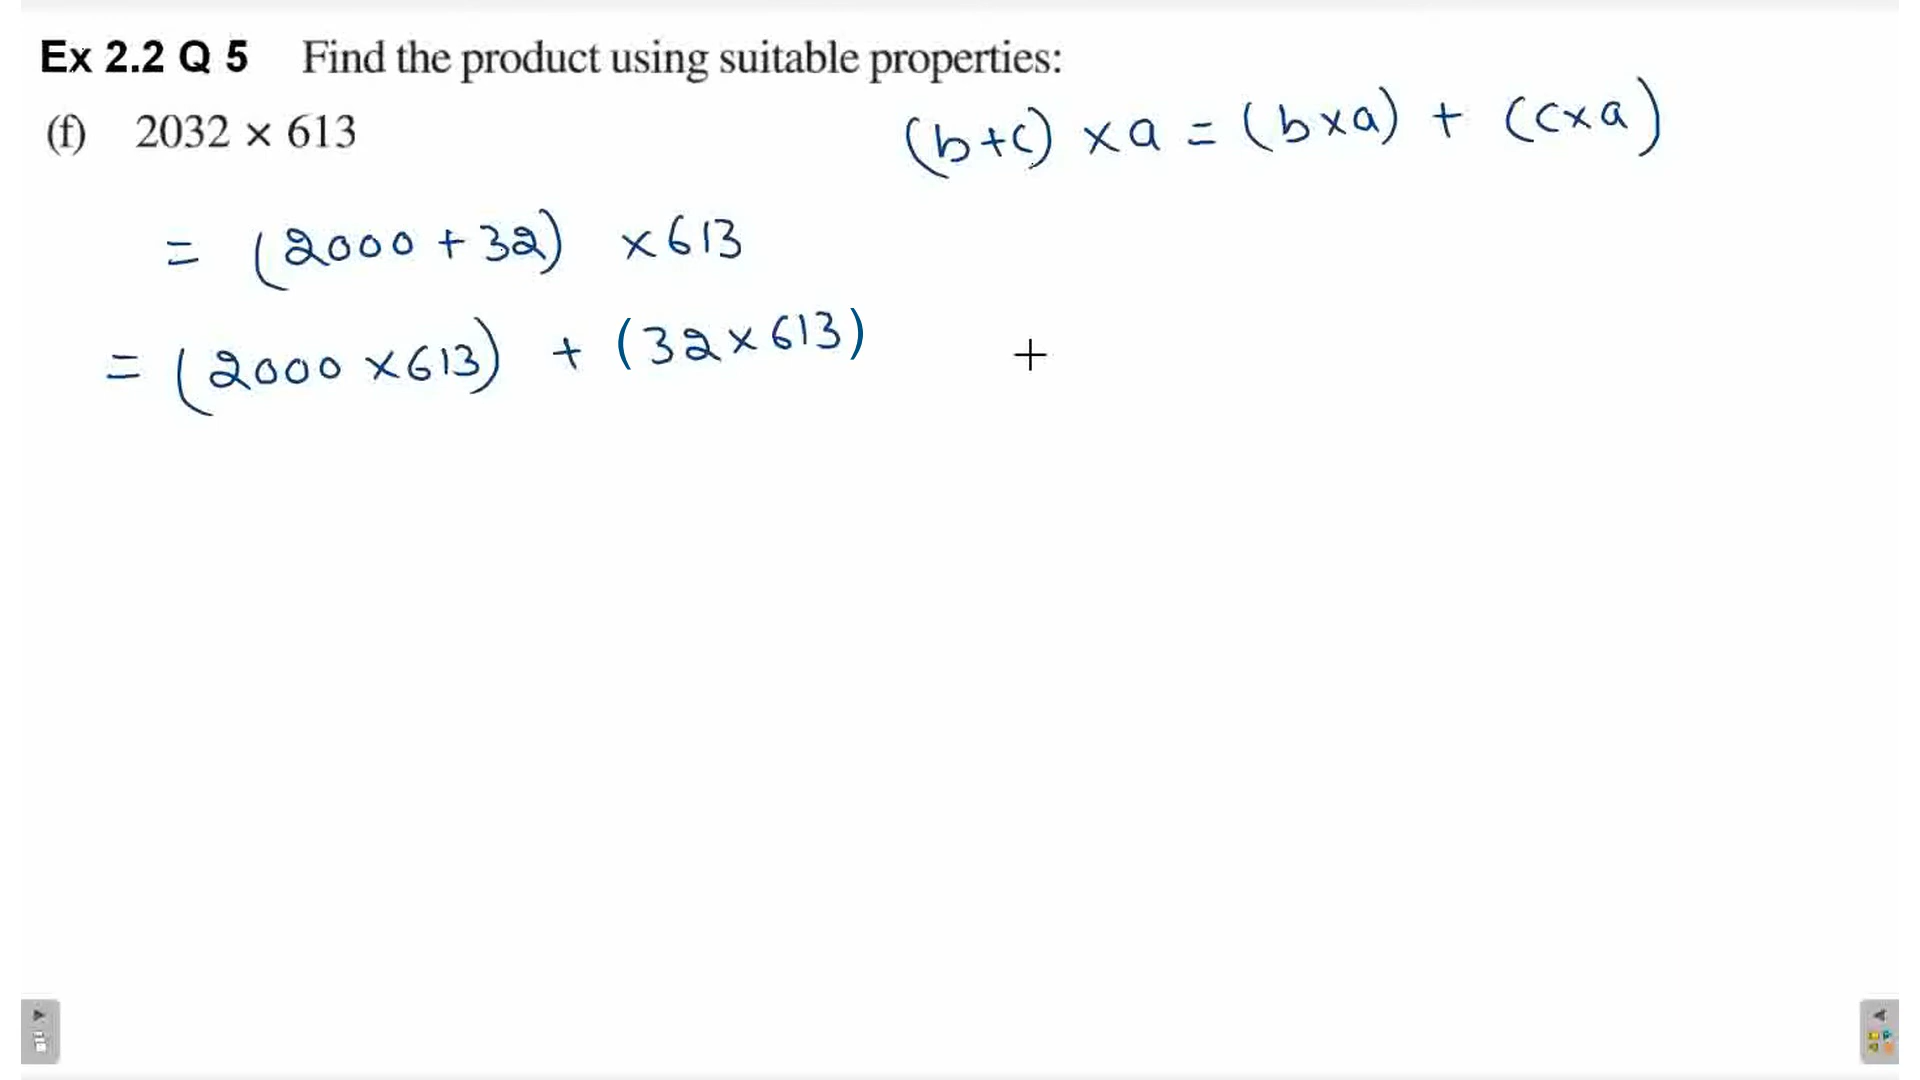 Ex 2.2 Q 5 Find the product using suitable properties:
(f) 2032 × 613
(b+c) × a = (b×a) + (c×a)
= (2000 + 32) × 613
= (2000 × 613) + (32 × 613)